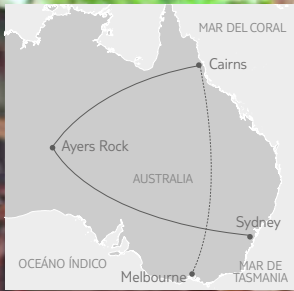 MAR DEL CORAL
Cairns
Ayers Rock
AUSTRALIA
Sydney
OCEÁNO ÍNDICO
Melbourne
MAR DE
TASMANIA